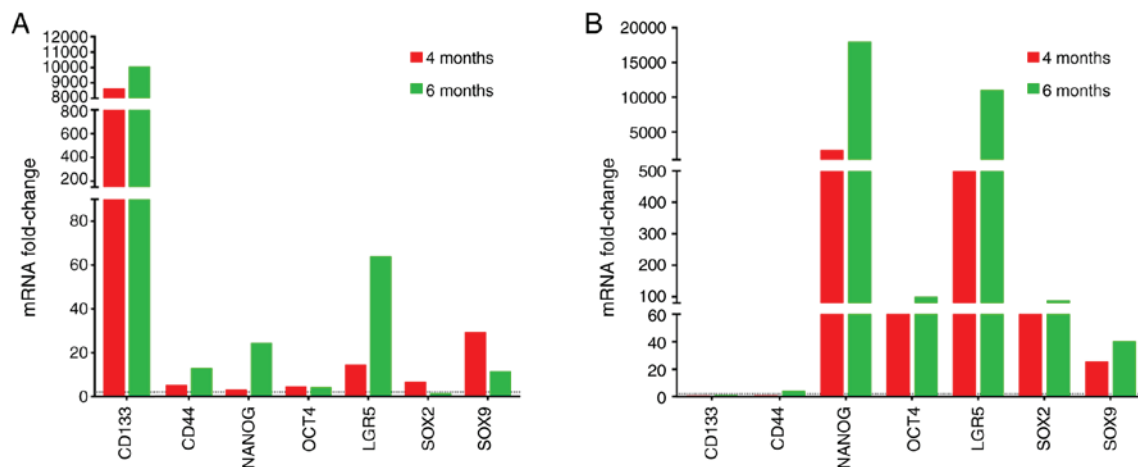 A
mRNA fold-change
12000
11000
10000
9000
8000
800
600
400
200
80
60
40
20
0
4 months
6 months
CD133
CD44
NANOG
OCT4
LGR5
SOX2
SOX9
B
mRNA fold-change
20000
15000
10000
5000
500
400
300
200
100
60
40
20
0
4 months
6 months
CD133
CD44
NANOG
OCT4
LGR5
SOX2
SOX9